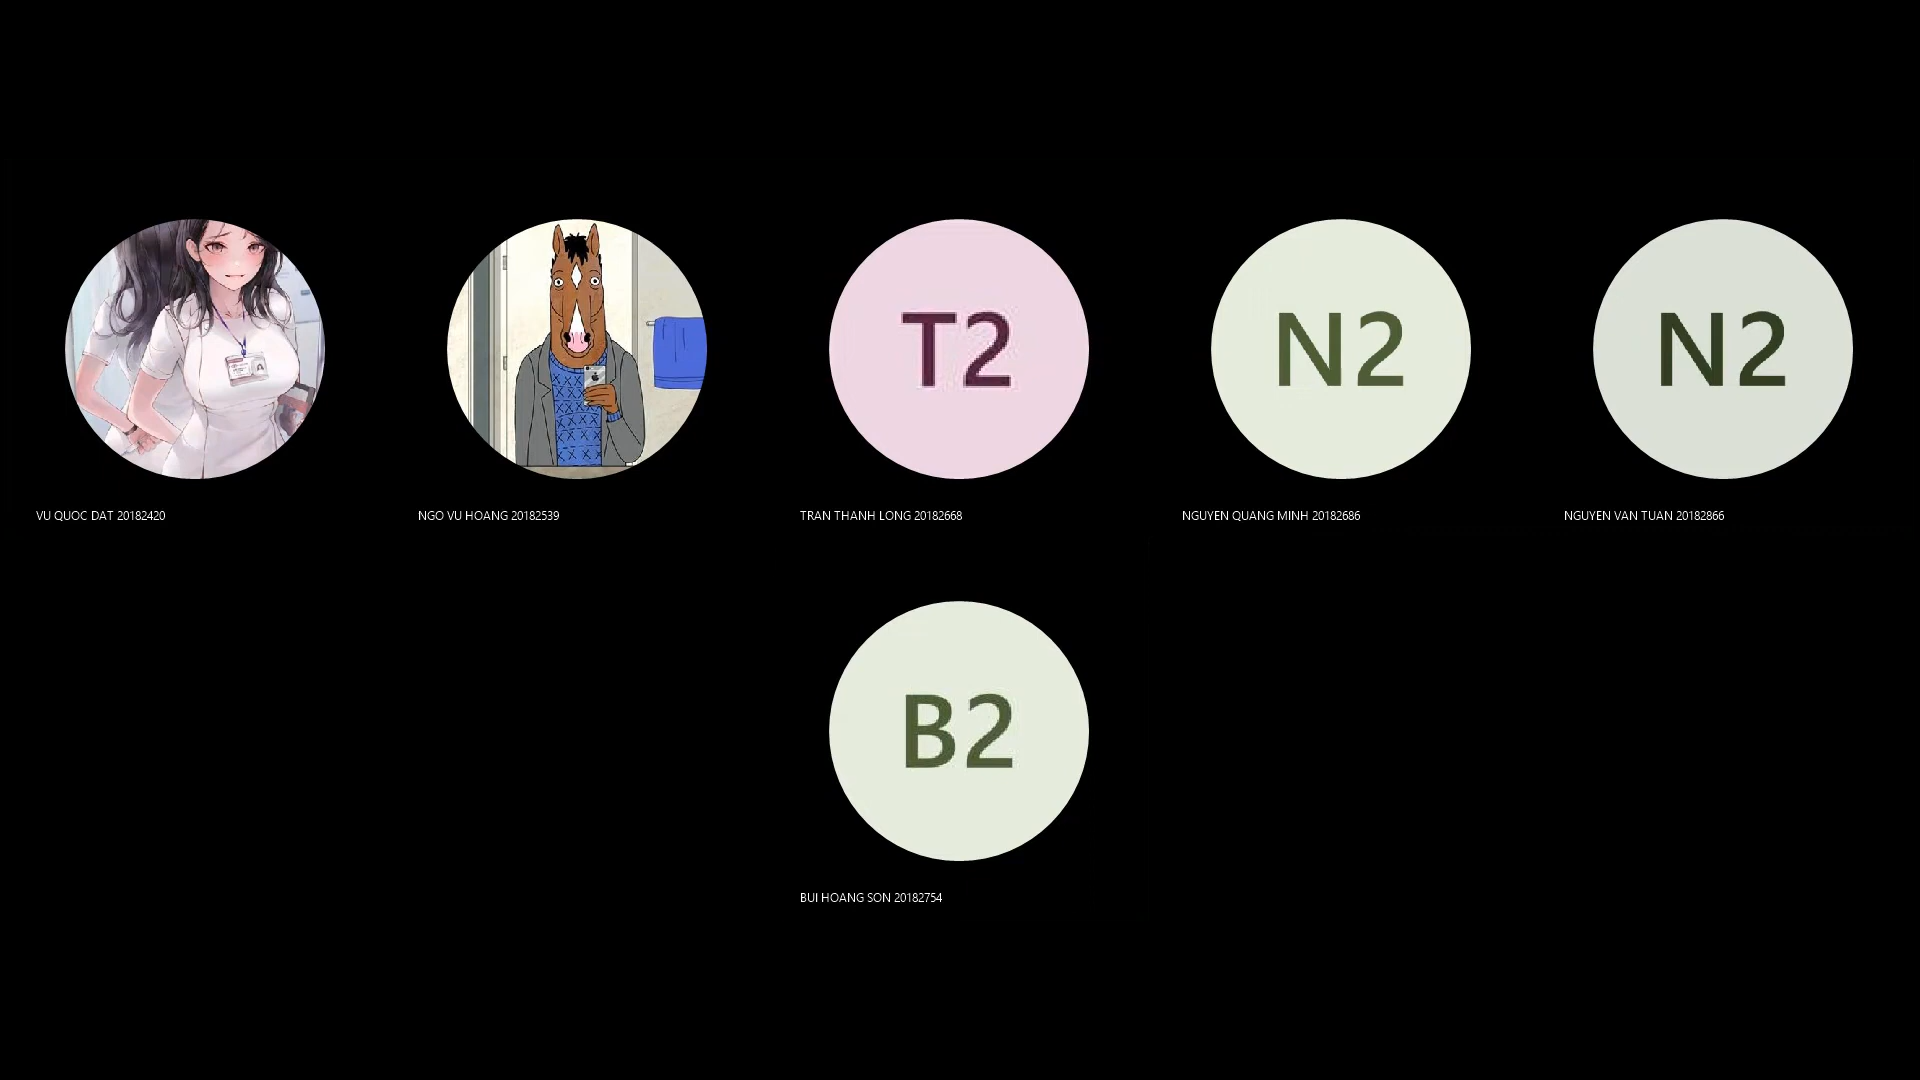 T2
N2
N2
VU QUOC DAT 20182420
NGO VU HOANG 20182539
TRAN THANH LONG 20182668
NGUYEN QUANG MINH 20182686
NGUYEN VAN TUAN 20182866
B2
BUI HOANG SON 20182754